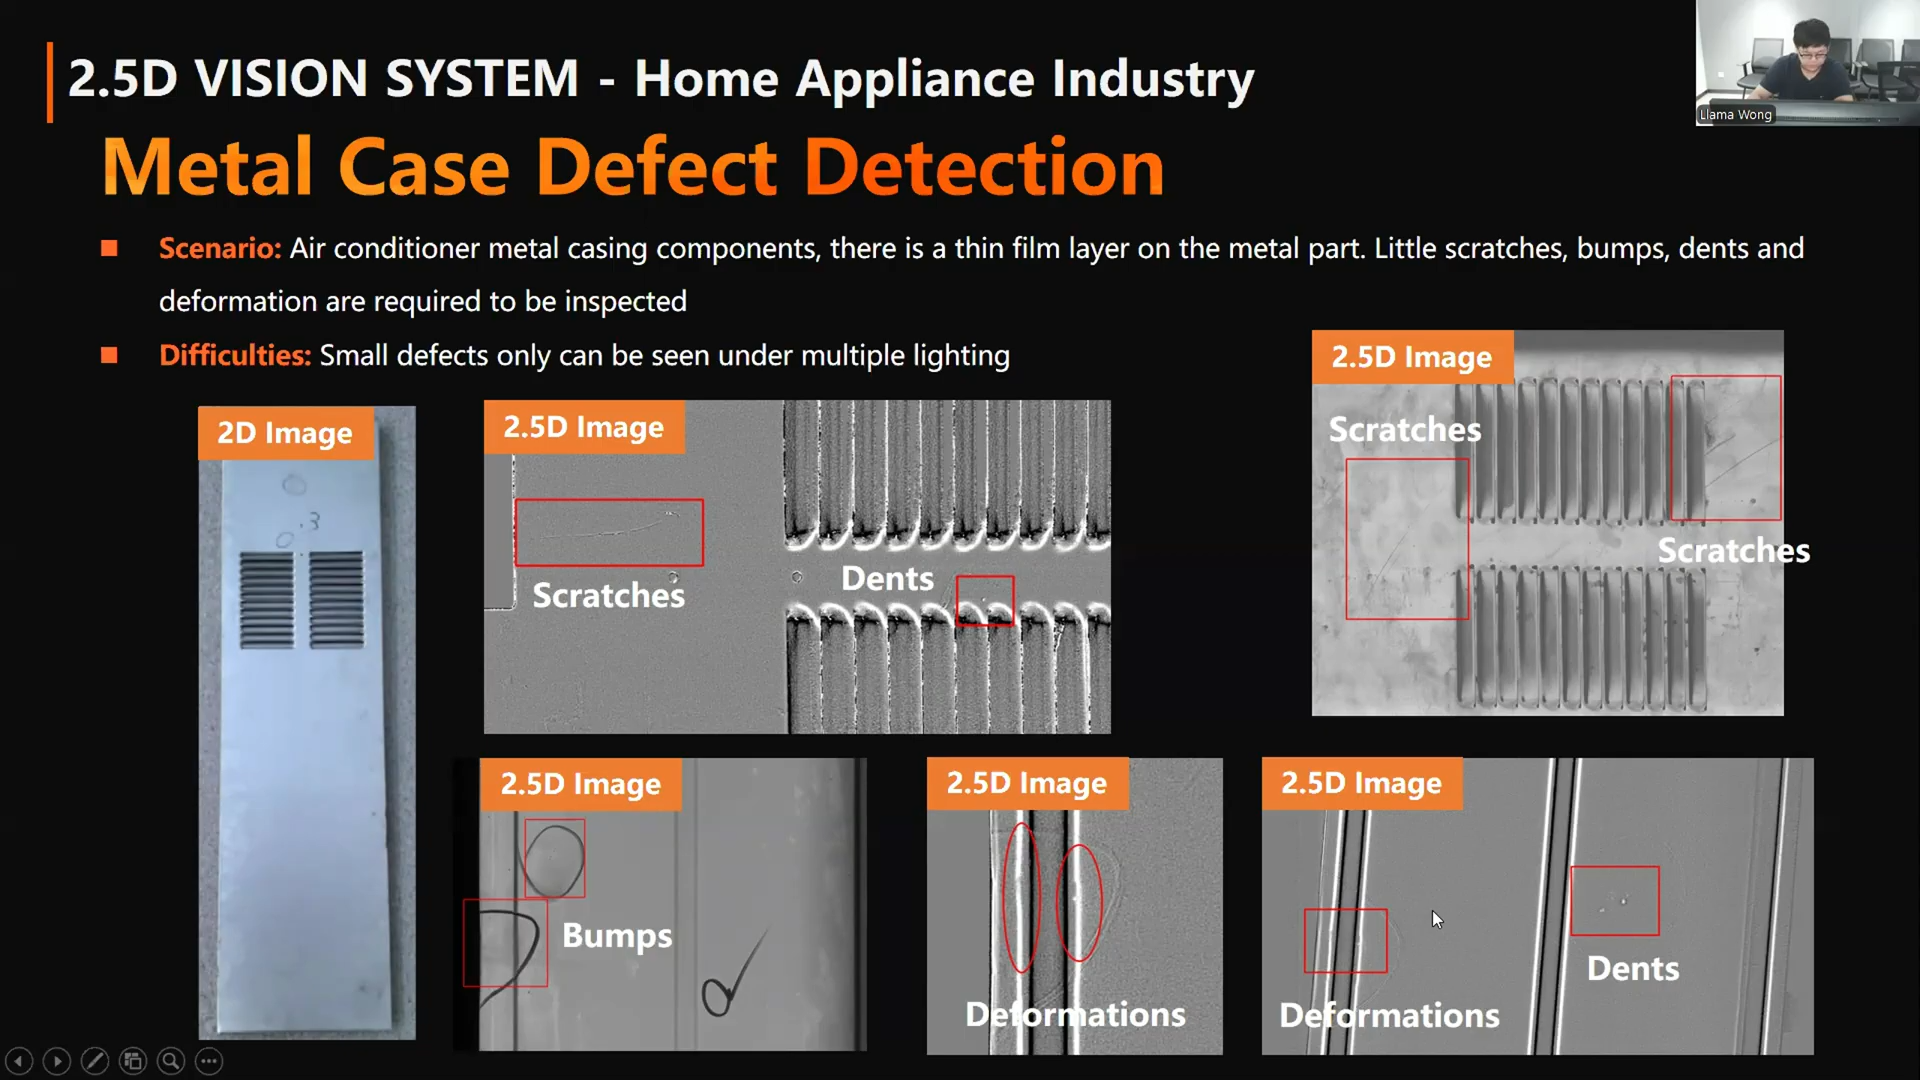 2.5D VISION SYSTEM - Home Appliance Industry
Llama Wong
Metal Case Defect Detection
Scenario: Air conditioner metal casing components, there is a thin film layer on the metal part. Little scratches, bumps, dents and
deformation are required to be inspected
Difficulties: Small defects only can be seen under multiple lighting
2D Image
3
2.5D Image
Scratches
Dents
2.5D Image
Scratches
Scratches
2.5D Image
Bumps
2.5D Image
Deformations
2.5D Image
Deformations
Dents